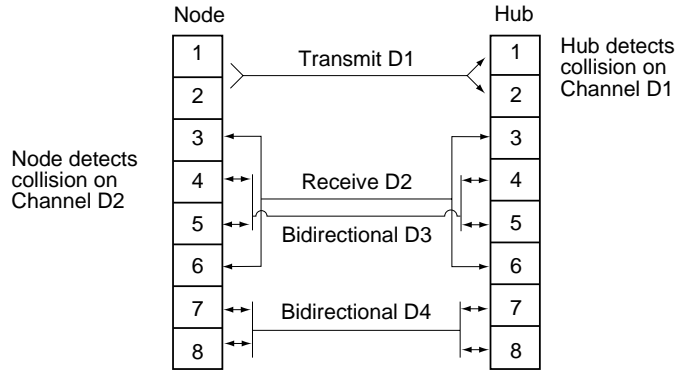 Node
Hub
1
Transmit D1
1
Hub detects
collision on
Channel D1
2
2
3
3
Node detects
collision on
Channel D2
4
Receive D2
4
5
Bidirectional D3
5
6
6
7
Bidirectional D4
7
8
8